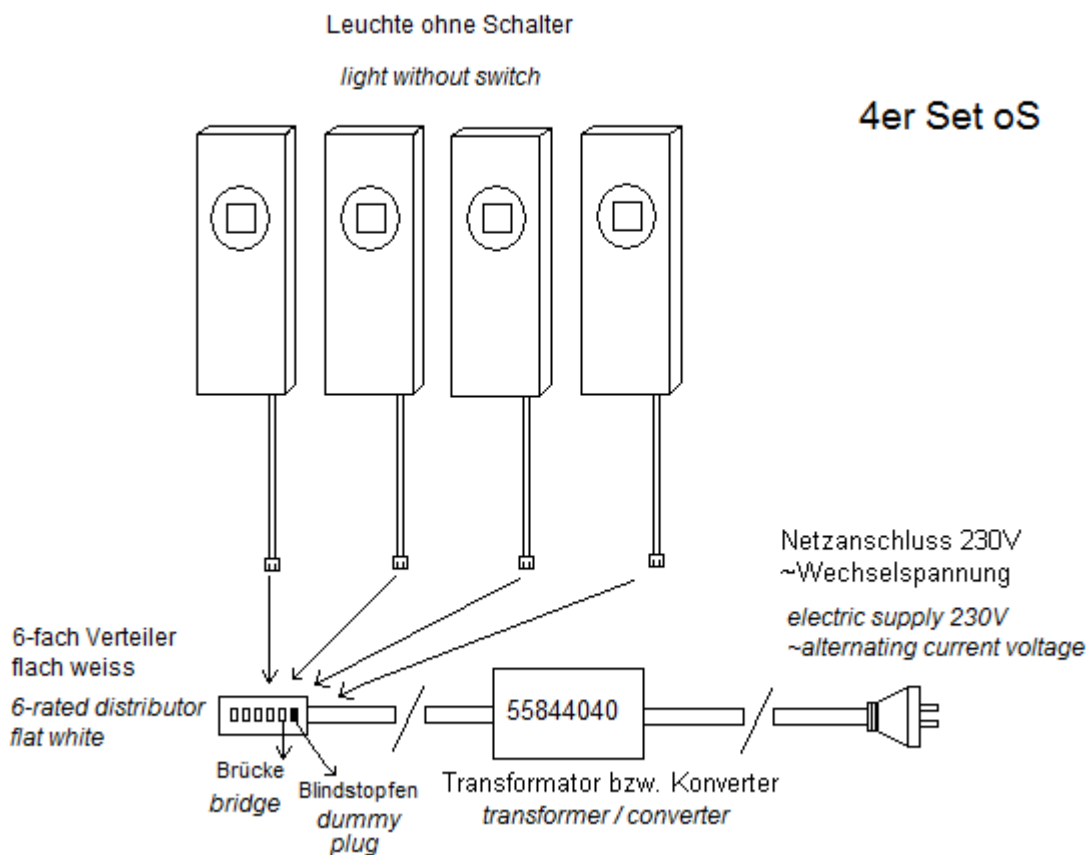 Leuchte ohne Schalter
light without switch
4er Set oS
Netzanschluss 230V
~Wechselspannung
electric supply 230V
~alternating current voltage
6-fach Verteiler
flach weiss
6-rated distributor
flat white
55844040
Brücke
bridge
Blindstopfen
dummy
plug
Transformator bzw. Konverter
transformer / converter